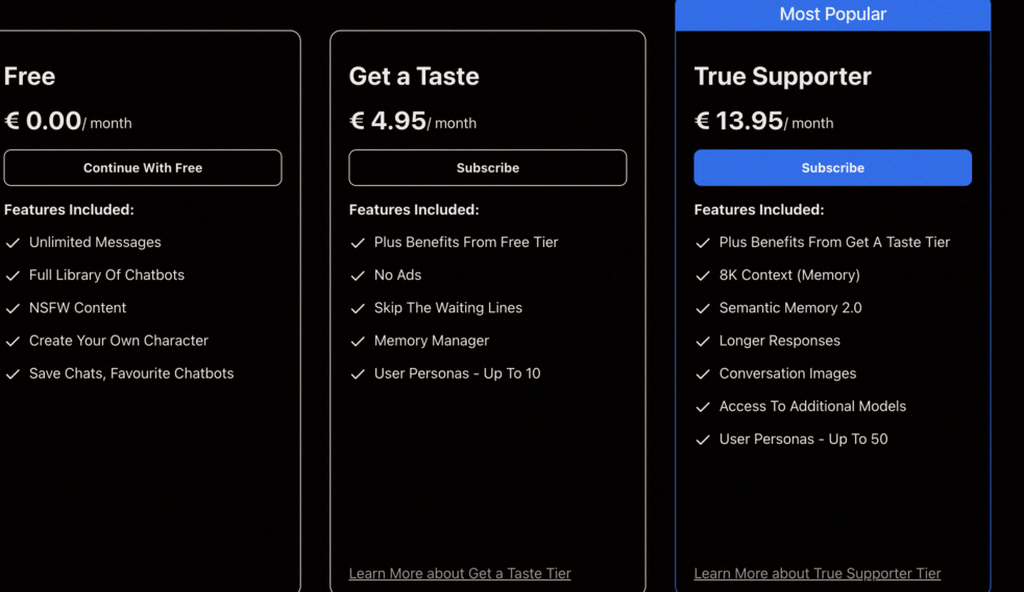 Most Popular
Free
€ 0.00/ month
Continue With Free
Features Included:
Unlimited Messages
Full Library Of Chatbots
NSFW Content
Create Your Own Character
Save Chats, Favourite Chatbots
Get a Taste
€ 4.95/ month
Subscribe
Features Included:
Plus Benefits From Free Tier
No Ads
Skip The Waiting Lines
Memory Manager
User Personas - Up To 10
Learn More about Get a Taste Tier
True Supporter
€ 13.95/ month
Subscribe
Features Included:
Plus Benefits From Get A Taste Tier
8K Context (Memory)
Semantic Memory 2.0
Longer Responses
Conversation Images
Access To Additional Models
User Personas - Up To 50
Learn More about True Supporter Tier